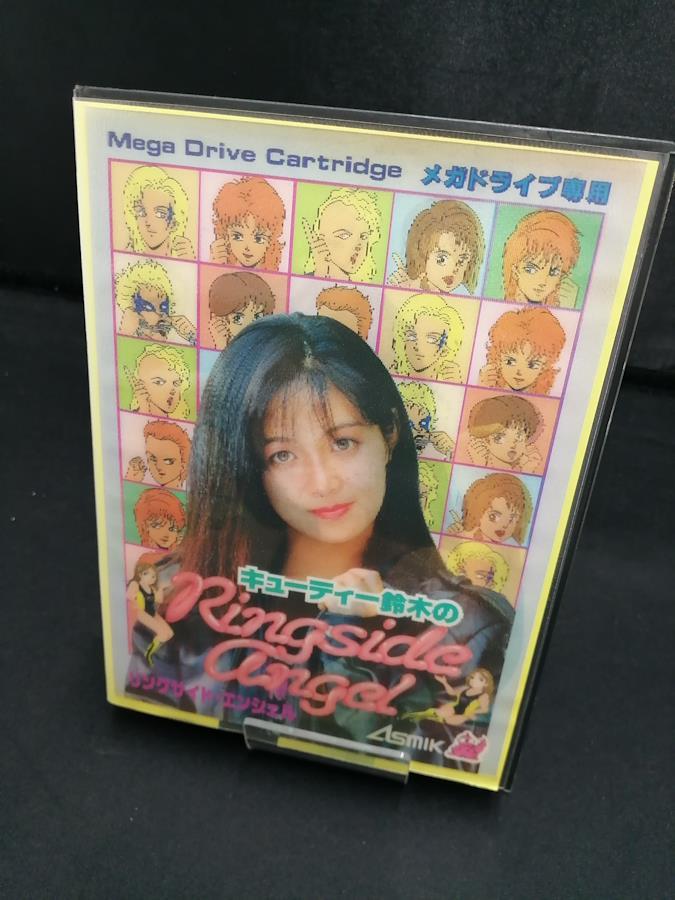 Mega Drive Cartridge メガドライブ専用
キューティー鈴木の
Ringside
Angel
リングサイド・エンジェル
ASMIK